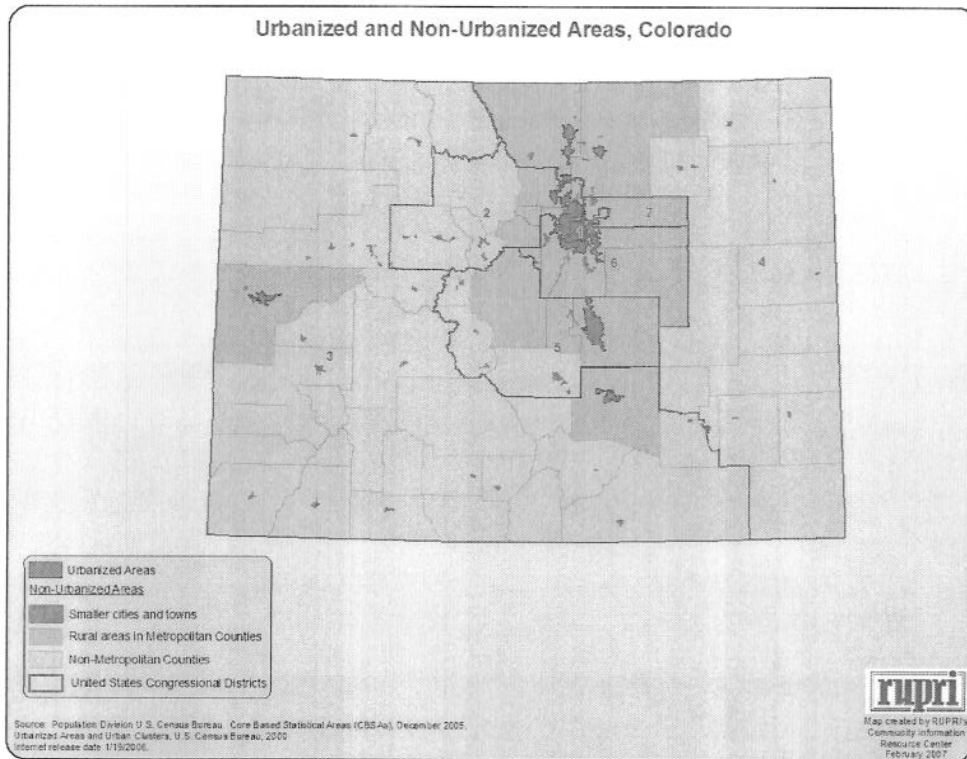 Urbanized and Non-Urbanized Areas, Colorado
2
7
6
4
3
5
Urbanized Areas
Non-Urbanized Areas
Smaller cities and towns
Rural areas in Metropolitan Counties
Non-Metropolitan Counties
United States Congressional Districts
Source: Population Division U.S. Census Bureau, Core Based Statistical Areas (CBSAs), December 2005.
Urbanized Areas and Urban Clusters, U.S. Census Bureau, 2000
Internet release date 1/19/2006.
rupri
Map created by RUPRI's
Community Information
Resource Center
February 2007